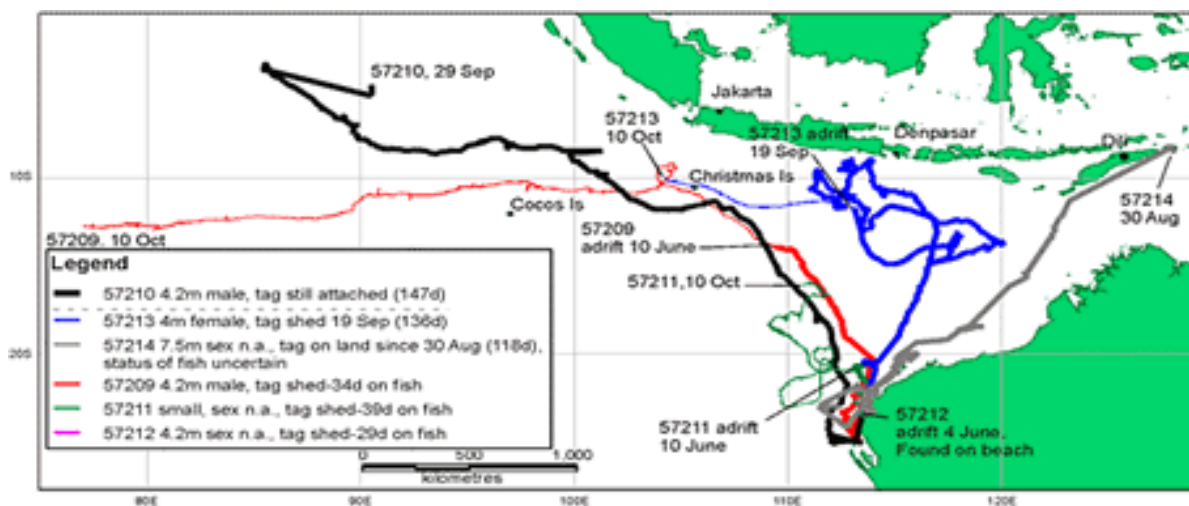 57210, 29 Sep
Jakarta
57213
10 Oct
57213 adrift
19 Sep
Denpasar
Dili
10S
Christmas Is
Cocos Is
57214
30 Aug
57209
adrift 10 June
57209. 10 Oct
57211,10 Oct
Legend
57210 4.2m male, tag still attached (147d)
57213 4m female, tag shed 19 Sep (136d)
57214 7.5m sex n.a., tag on land since 30 Aug (118d),
status of fish uncertain
57209 4.2m male, tag shed-34d on fish
57211 small, sex n.a., tag shed-39d on fish
57212 4.2m sex n.a., tag shed-29d on fish
20S
57211 adrift
10 June
57212
adrift 4 June,
Found on beach
0 500 1,000
kilometres
80E 90E 100E 110E 120E